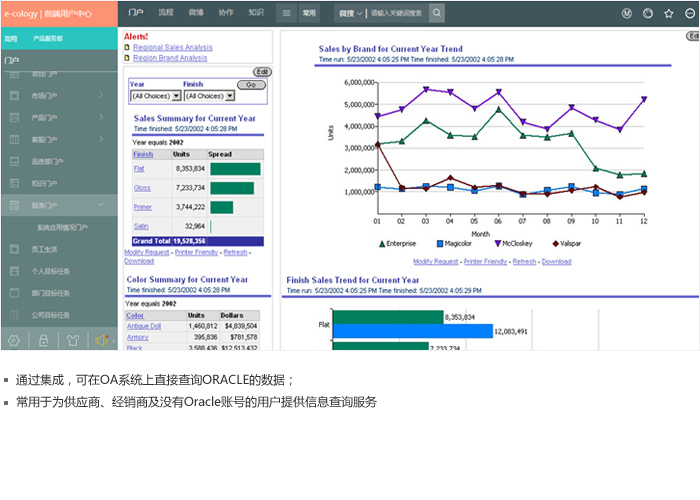 e-cology | 前端用户中心
门户 流程 微博 协作 知识 常用 微搜 请输入关键词搜索
流程 产品服务部
门户
项目门户
市场门户
产品门户
客服门户
品质部门户
知识门户
报表门户
系统应用情况门户
员工生活
个人目标任务
部门目标任务
公司目标任务
Alerts!
Regional Sales Analysis
Region Brand Analysis
Edit
Year Finish
(All Choices) (All Choices) Go
Sales Summary for Current Year
Time finished: 5/23/2002 4:05:28 PM
Year equals 2002
Finish Units Spread
Flat 8,353,834
Gloss 7,233,734
Primer 3,744,222
Satin 32,964
Grand Total 19,528,356
Modify Request - Printer Friendly - Refresh -
Download
Color Summary for Current Year
Time finished: 5/23/2002 4:05:28 PM
Year equals 2002
Color Units Dollars
Antique Doll 1,460,812 $4,839,504
Armory 395,836 $781,578
Black 3,588,436 $12,513,432
Edit
Sales by Brand for Current Year Trend
Time run: 5/23/2002 4:05:25 PM Time finished: 5/23/2002 4:05:28 PM
6,000,000
5,000,000
4,000,000
3,000,000
2,000,000
1,000,000
Units
01 02 03 04 05 06 07 08 09 10 11 12
Month
Enterprise Magicolor McCloskey Valspar
Modify Request - Printer Friendly - Refresh - Download
Finish Sales Trend for Current Year
Time run: 5/23/2002 4:05:25 PM Time finished: 5/23/2002 4:05:29 PM
Flat
8,353,834
12,083,491
7,233,734
通过集成，可在OA系统上直接查询ORACLE的数据；
常用于为供应商、经销商及没有Oracle账号的用户提供信息查询服务